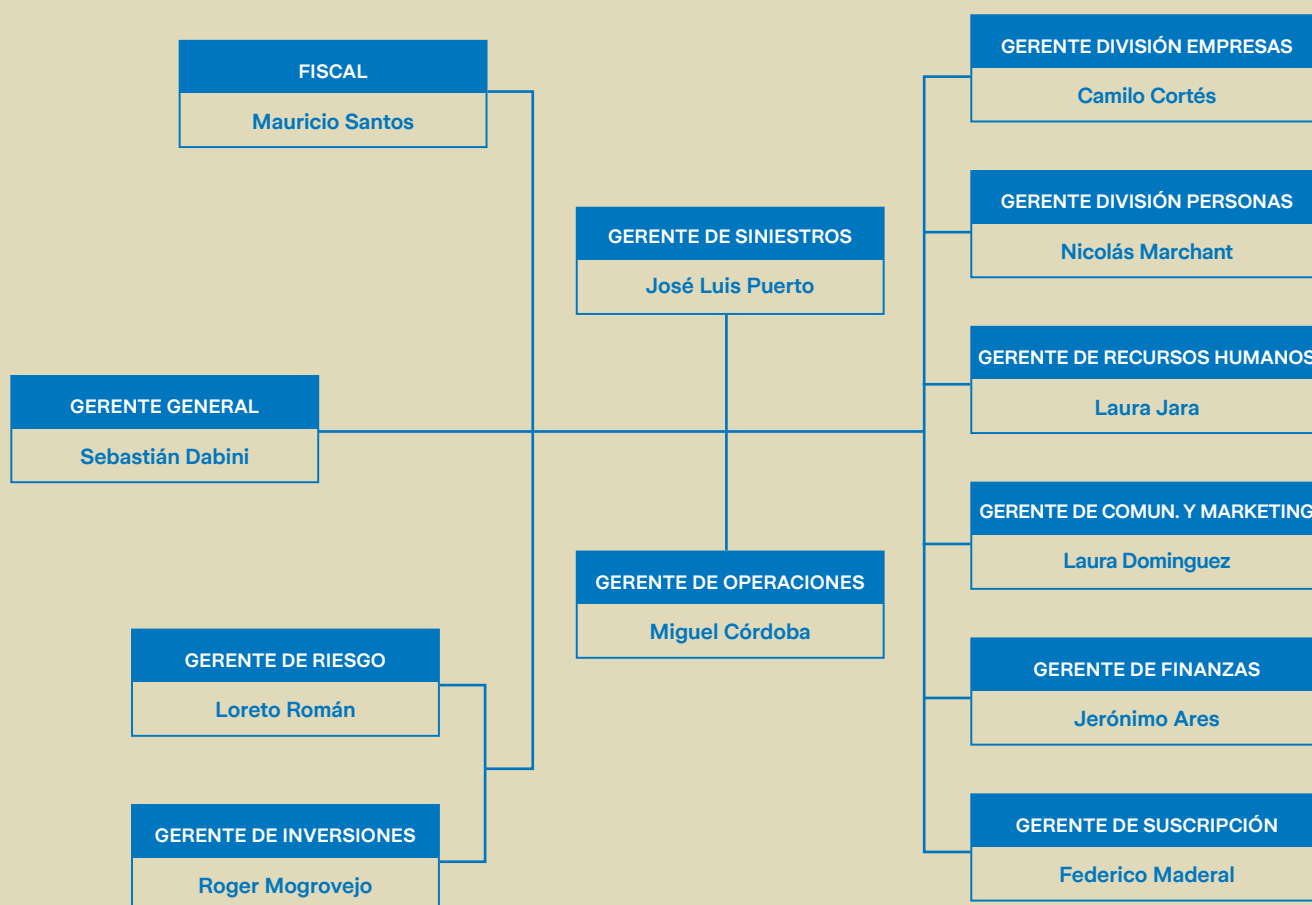 FISCAL
Mauricio Santos
GERENTE GENERAL
Sebastián Dabini
GERENTE DE RIESGO
Loreto Román
GERENTE DE INVERSIONES
Roger Mogrovejo
GERENTE DE SINIESTROS
José Luis Puerto
GERENTE DE OPERACIONES
Miguel Córdoba
GERENTE DIVISIÓN EMPRESAS
Camilo Cortés
GERENTE DIVISIÓN PERSONAS
Nicolás Marchant
GERENTE DE RECURSOS HUMANOS
Laura Jara
GERENTE DE COMUN. Y MARKETING
Laura Dominguez
GERENTE DE FINANZAS
Jerónimo Ares
GERENTE DE SUSCRIPCIÓN
Federico Maderal